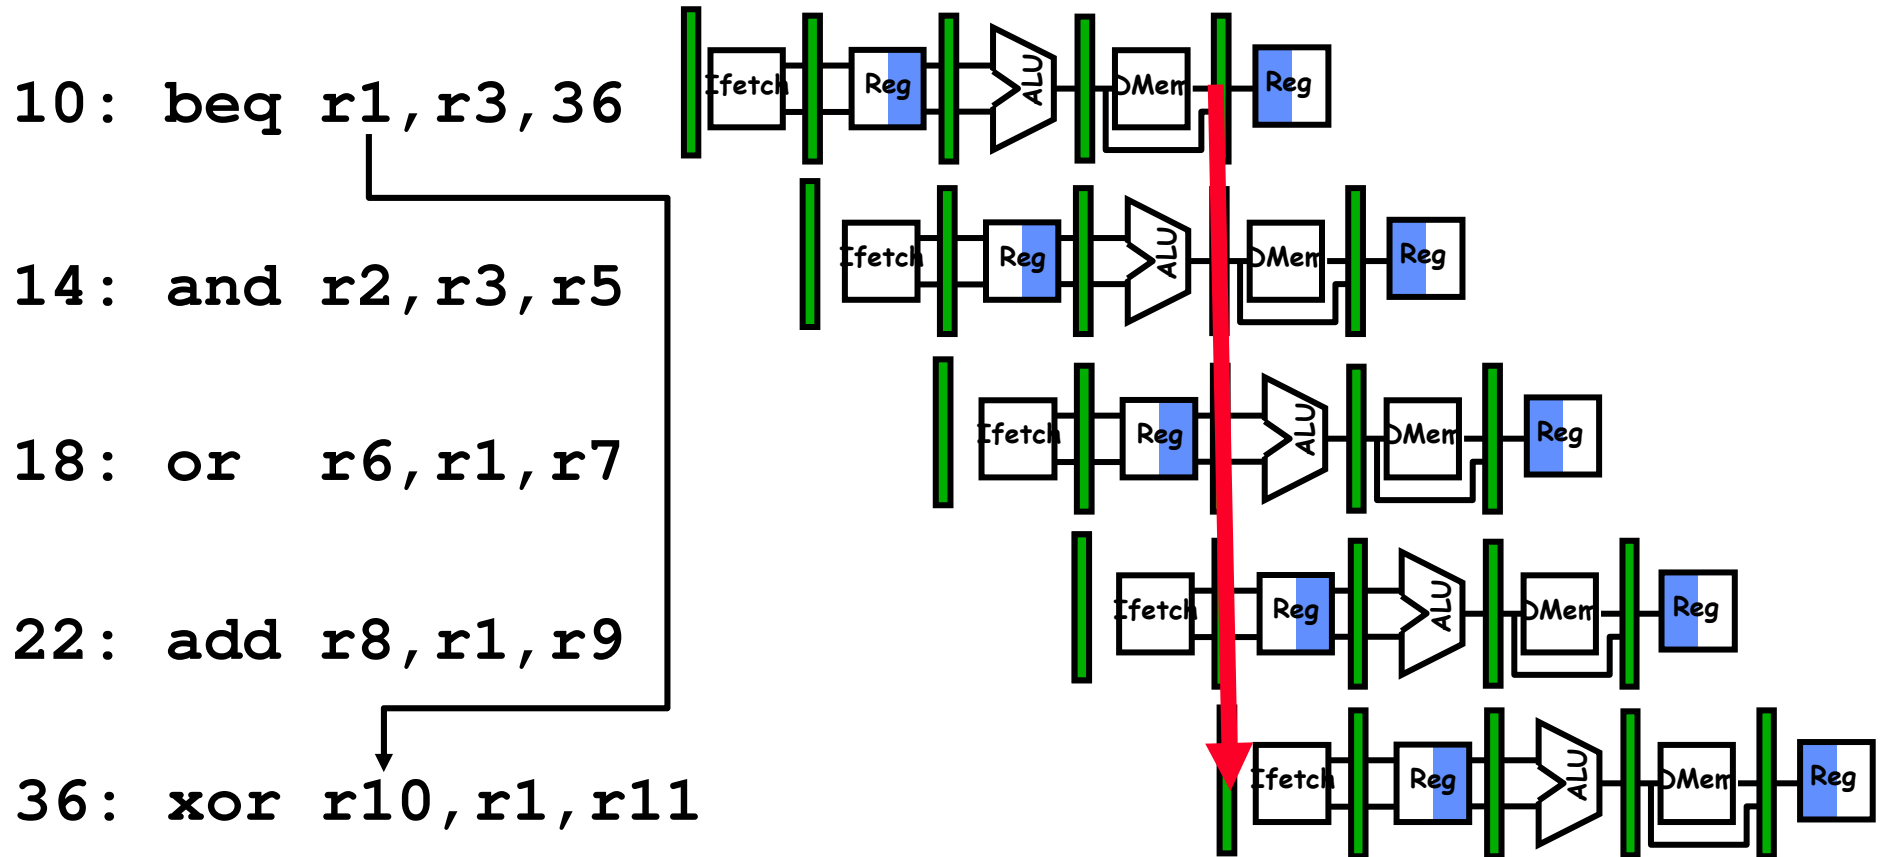 10: beq r1,r3,36
Ifetch Reg ALU DMem Reg
14: and r2,r3,r5
Ifetch Reg ALU DMem Reg
18: or r6,r1,r7
Ifetch Reg ALU DMem Reg
22: add r8,r1,r9
Ifetch Reg ALU DMem Reg
36: xor r10,r1,r11
Ifetch Reg ALU DMem Reg